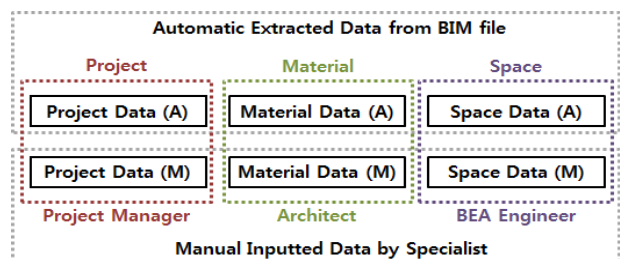 Automatic Extracted Data from BIM file
Project Material Space
Project Data (A) Material Data (A) Space Data (A)
Project Data (M) Material Data (M) Space Data (M)
Project Manager Architect BEA Engineer
Manual Inputted Data by Specialist